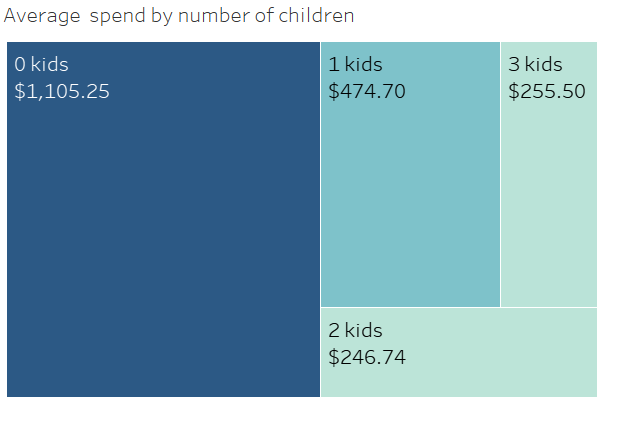 Average spend by number of children
0 kids
$1,105.25
1 kids
$474.70
3 kids
$255.50
2 kids
$246.74